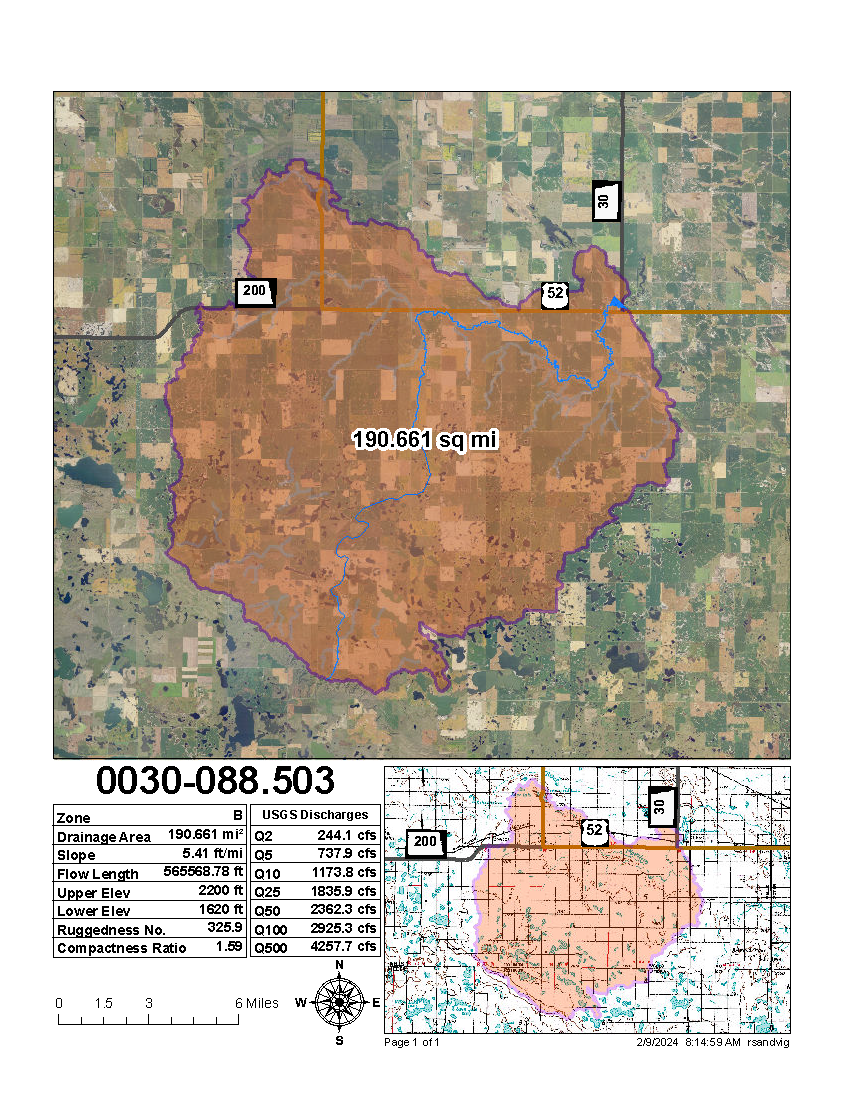 30
200
52
190.661 sq mi
0030-088.503
Zone B
Drainage Area 190.661 mi²
Slope 5.41 ft/mi
Flow Length 565568.78 ft
Upper Elev 2200 ft
Lower Elev 1620 ft
Ruggedness No. 325.9
Compactness Ratio 1.59
USGS Discharges
Q2 244.1 cfs
Q5 737.9 cfs
Q10 1173.8 cfs
Q25 1835.9 cfs
Q50 2362.3 cfs
Q100 2925.3 cfs
Q500 4257.7 cfs
0 1.5 3 6 Miles
N
W E
S
30
52
200
Page 1 of 1
2/9/2024 8:14:59 AM rsandvig